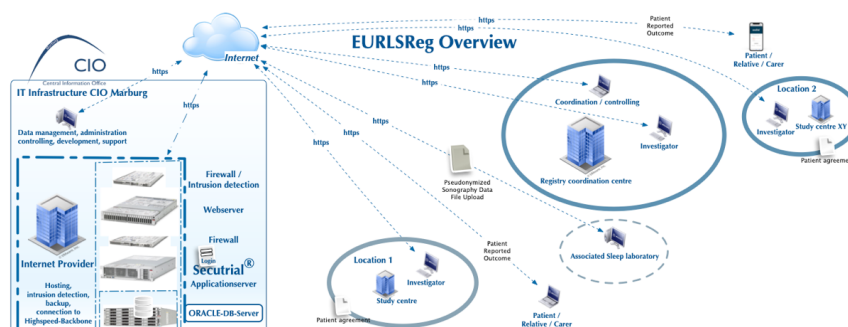 EURLSReg Overview
CIO
Central Information Office
IT Infrastructure CIO Marburg
Internet
https
https
https
https
https
https
https
https
https
https
https
Data management, administration
controlling, development, support
Firewall /
Intrusion detection
Webserver
Firewall
Login
Secutrial®
Applicationserver
ORACLE-DB-Server
Internet Provider
Hosting,
intrusion detection,
backup,
connection to
Highspeed-Backbone
Patient
Reported
Outcome
Patient /
Relative / Carer
Location 2
Investigator
Study centre XY
Patient agreeme
Coordination / controlling
Investigator
Registry coordination centre
Pseudonymized
Sonography Data
File Upload
Associated Sleep laboratory
Location 1
Investigator
Study centre
Patient agreement
Patient
Reported
Outcome
Patient /
Relative / Carer